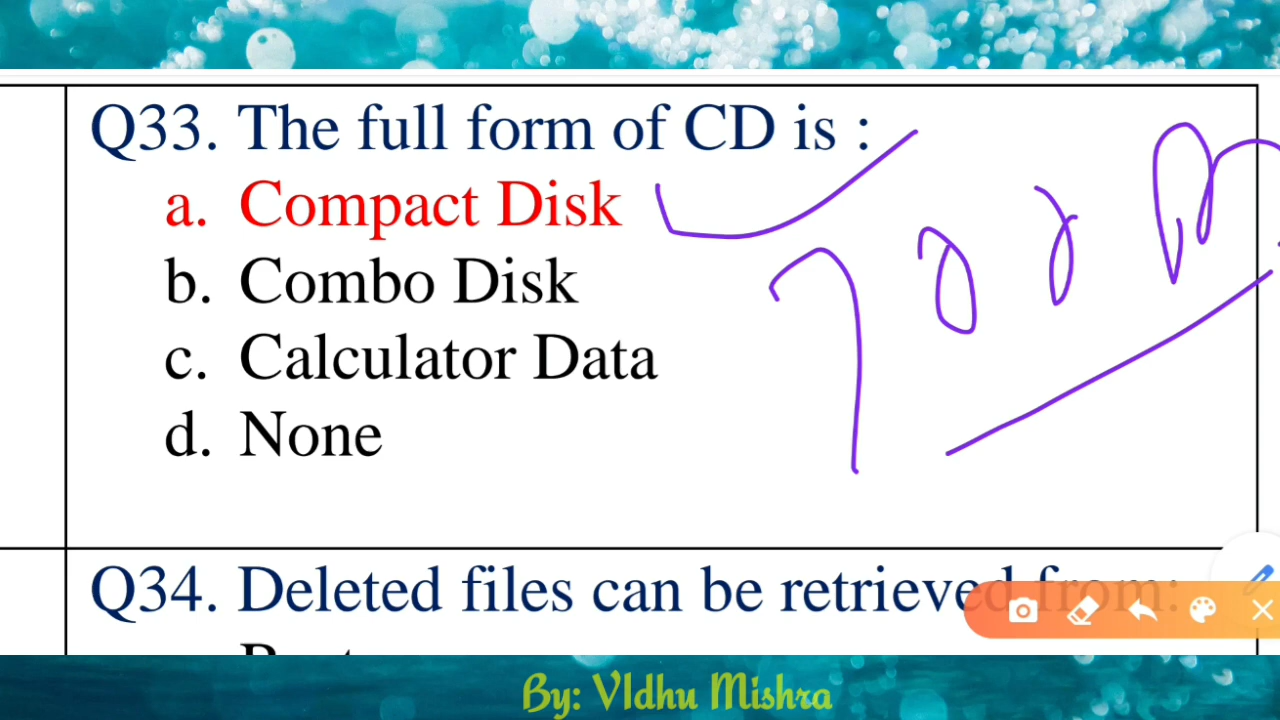 Q33. The full form of CD is :
a. Compact Disk
b. Combo Disk
c. Calculator Data
d. None
Q34. Deleted files can be retrieved from:
By: VIdhu Mishra